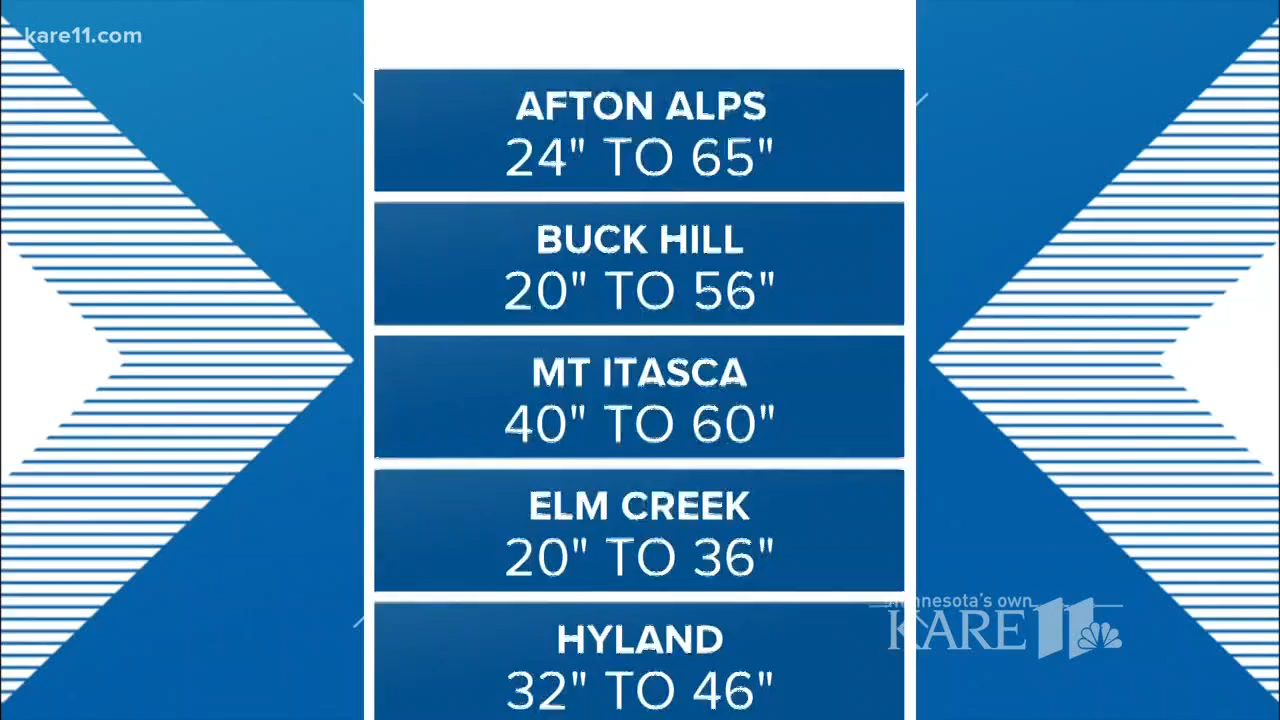 kare11.com
AFTON ALPS
24" TO 65"
BUCK HILL
20" TO 56"
MT ITASCA
40" TO 60"
ELM CREEK
20" TO 36"
HYLAND
32" TO 46"
Minnesota's own
KARE 11